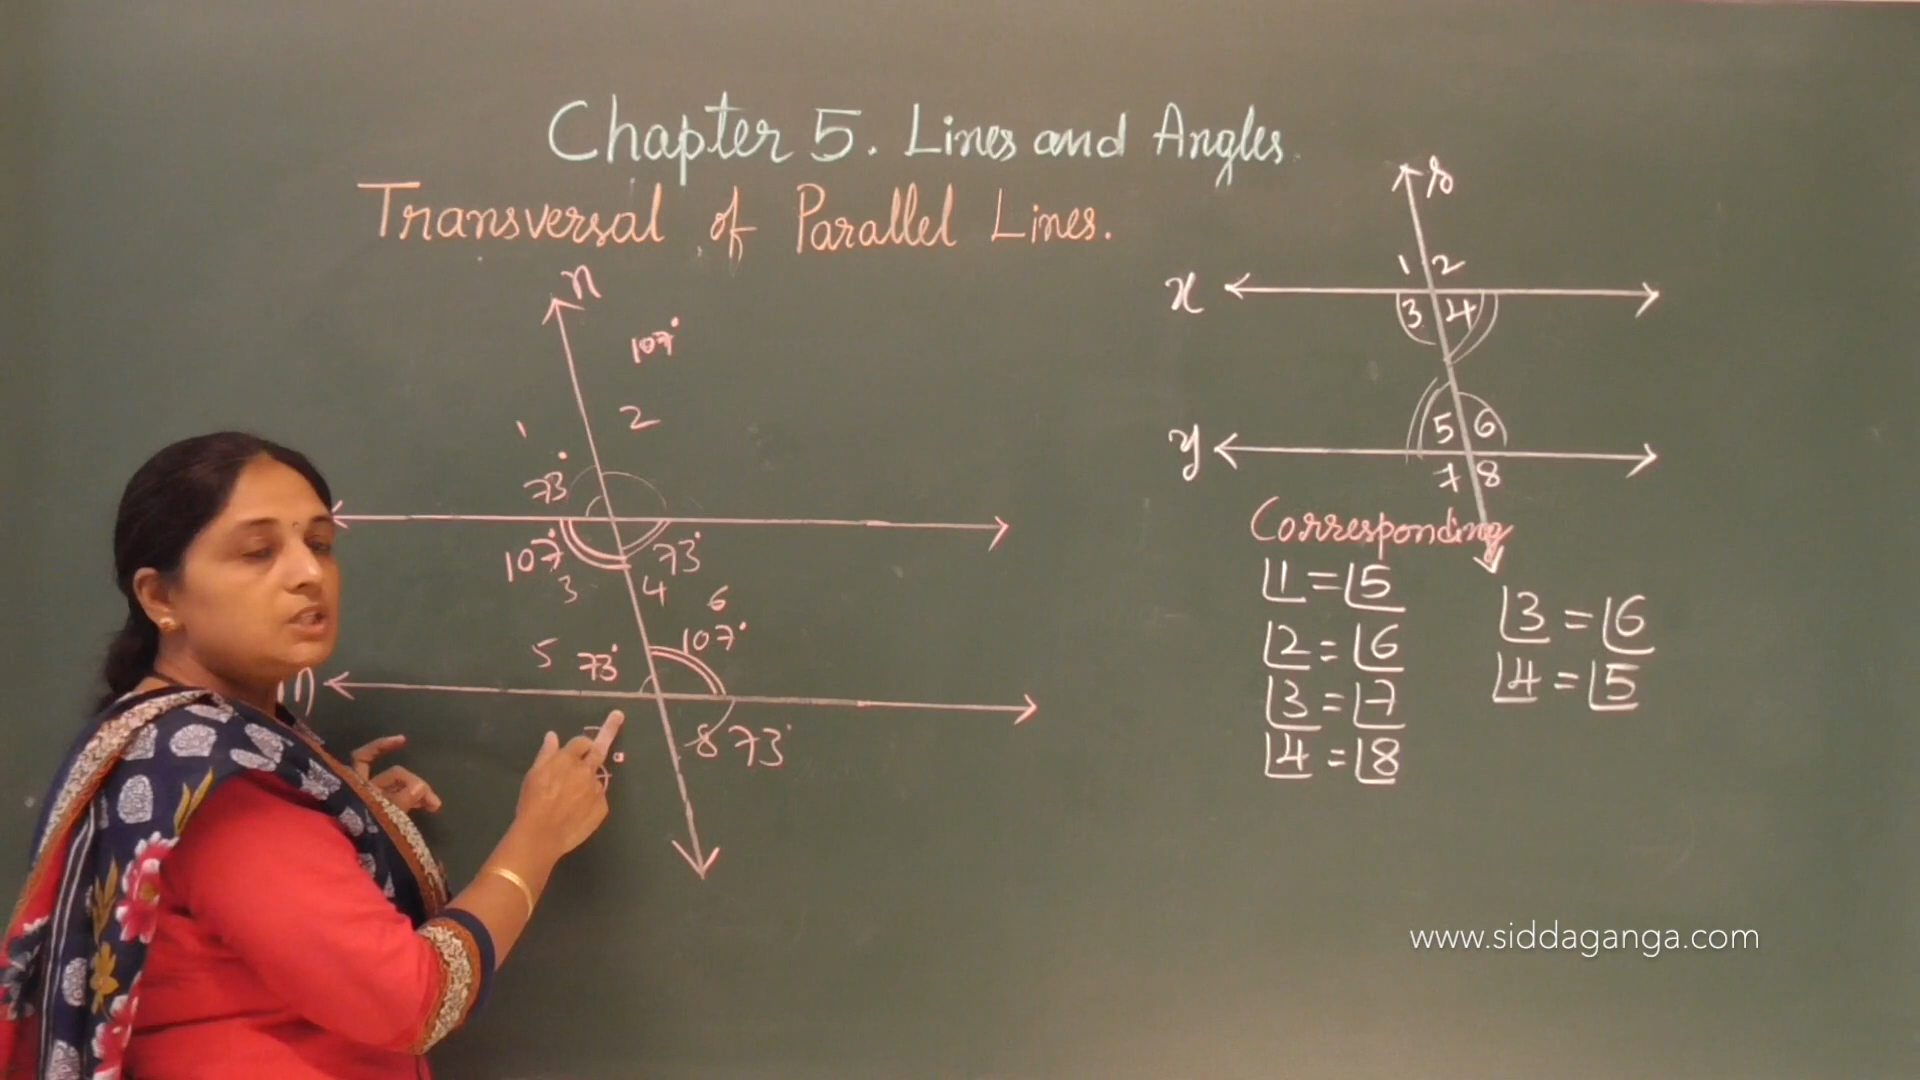 Chapter 5. Lines and Angles.
Transversal of Parallel Lines.
n
107°
1
2
73°
107°
73°
3
4
6
5
73°
107°
8 73°
r
x
1 2
3 4
y
5 6
7 8
Corresponding
∠1 = ∠5
∠2 = ∠6
∠3 = ∠7
∠4 = ∠8
∠3 = ∠6
∠4 = ∠5
www.siddaganga.com